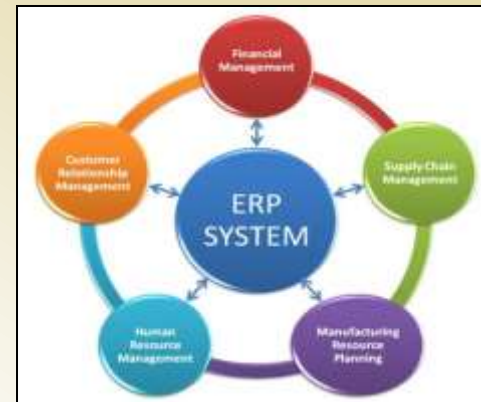 Financial
Management
Customer
Relationship
Management
Supply Chain
Management
ERP
SYSTEM
Human
Resource
Management
Manufacturing
Resource
Planning